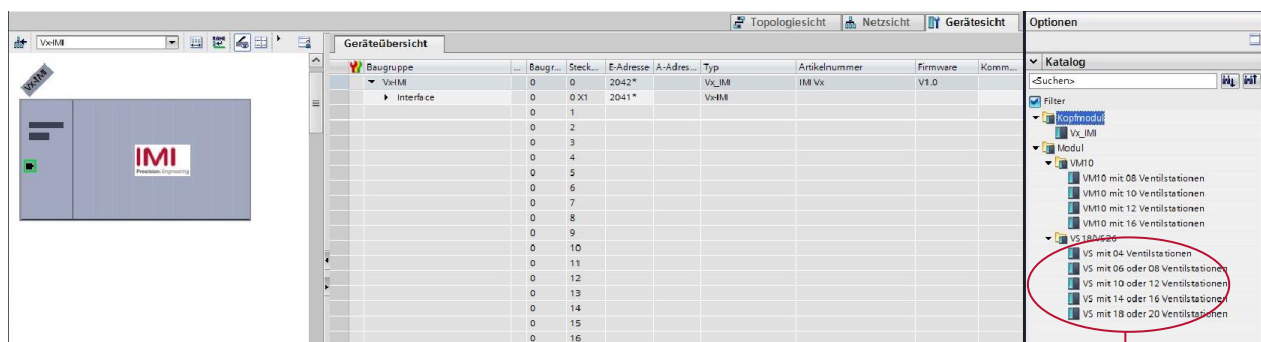 Topologiesicht Netzsicht Gerätesicht Optionen
Vx-IMI
Geräteübersicht
Katalog
Baugruppe ... Baugr... Steck... E-Adresse A-Adres... Typ Artikelnummer Firmware Komm...
<Suchen>
Vx-IMI 0 0 2042* Vx_IMI IMI Vx V1.0
Interface 0 0 X1 2041* Vx-IMI
Filter
0 1
0 2
0 3
0 4
0 5
0 6
0 7
0 8
0 9
0 10
0 11
0 12
0 13
0 14
0 15
0 16
Vx-IMI
IMI
Precision Engineering
Kopfmodul
Vx_IMI
Modul
VM10
VM10 mit 08 Ventilstationen
VM10 mit 10 Ventilstationen
VM10 mit 12 Ventilstationen
VM10 mit 16 Ventilstationen
VS18/VS26
VS mit 04 Ventilstationen
VS mit 06 oder 08 Ventilstationen
VS mit 10 oder 12 Ventilstationen
VS mit 14 oder 16 Ventilstationen
VS mit 18 oder 20 Ventilstationen